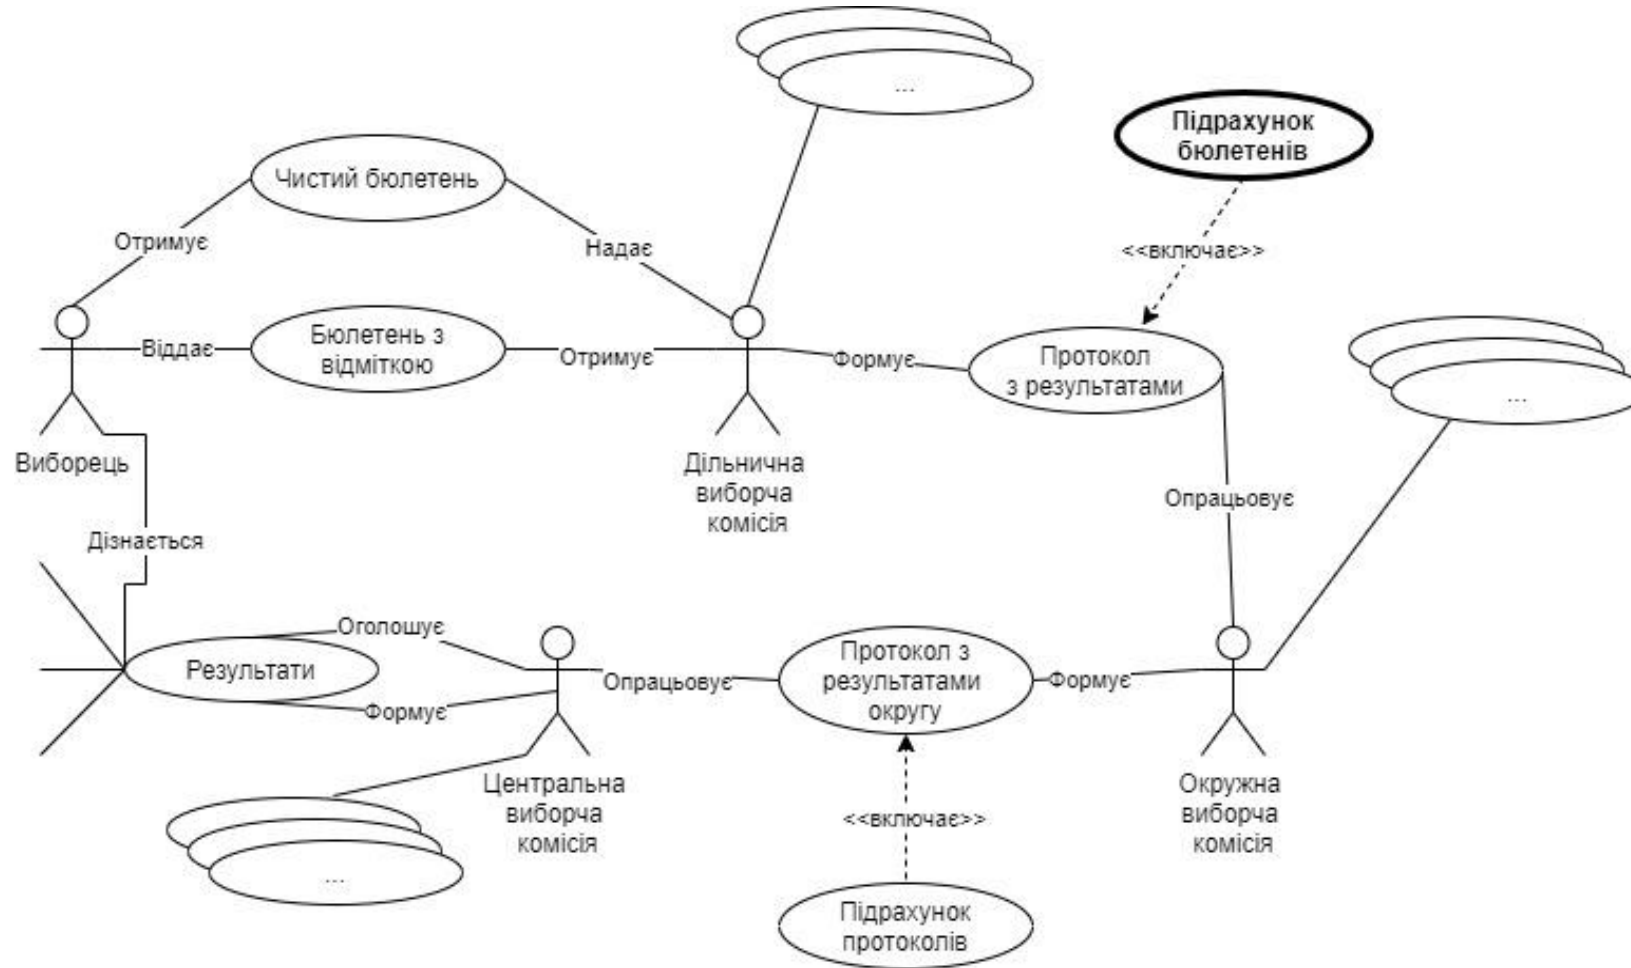 ...
Підрахунок
бюлетенів
Чистий бюлетень
Отримує
Надає
<<включає>>
Віддає
Бюлетень з
відміткою
Отримує
Формує
Протокол
з результатами
...
Виборець
Дільнична
виборча
комісія
Опрацьовує
Дізнається
Оголошує
Результати
Формує
Опрацьовує
Протокол з
результатами
округу
Формує
Центральна
виборча
комісія
Окружна
виборча
комісія
<<включає>>
...
Підрахунок
протоколів